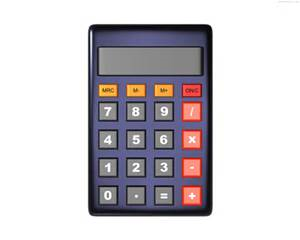 MRC M- M+ ON/C
7 8 9 /
4 5 6 ×
1 2 3 -
0 · = +